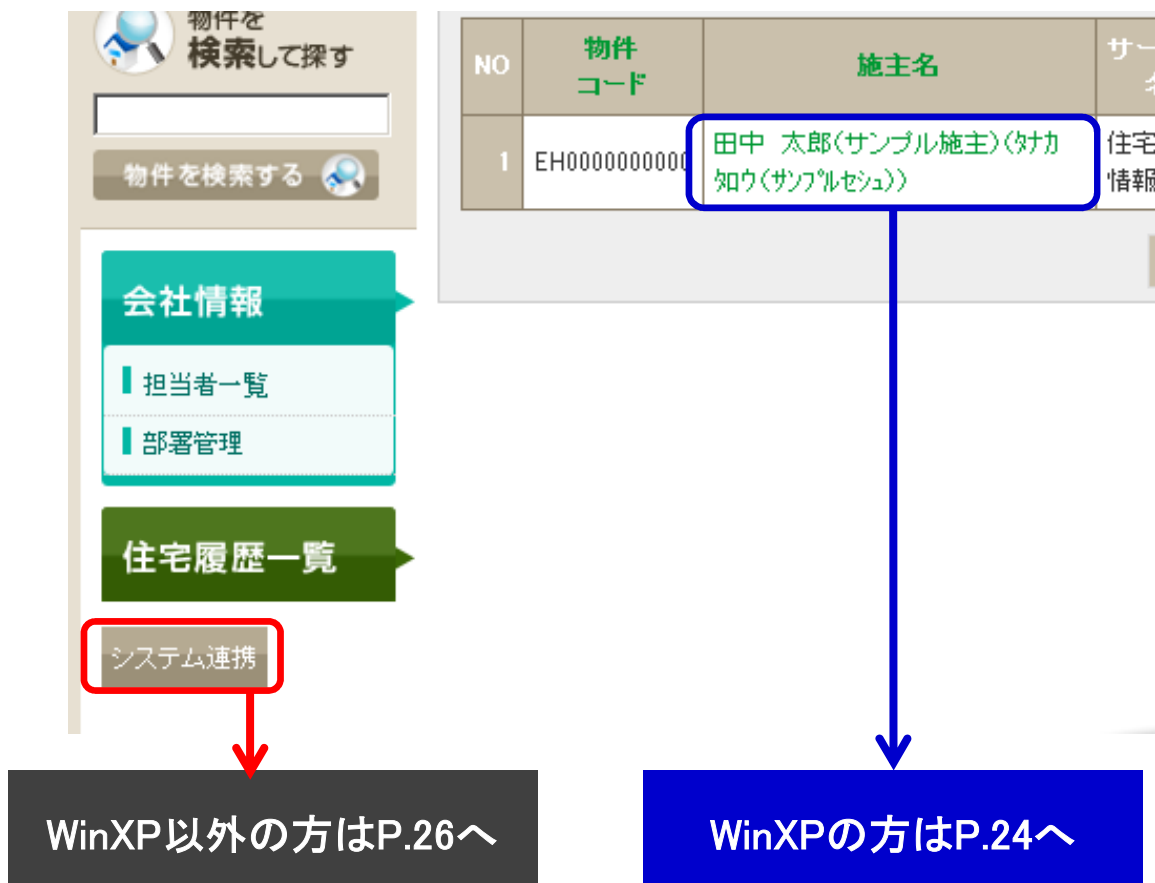 物件を
検索して探す
物件を検索する
会社情報
担当者一覧
部署管理
住宅履歴一覧
システム連携
NO
物件
コード
施主名
サー
1
EH0000000000
田中 太郎(サンプル施主)(ﾀﾅｶ
ﾀﾛウ(ｻﾝﾌﾟﾙｾｼｭ))
住宅
情報
WinXP以外の方はP.26へ
WinXPの方はP.24へ